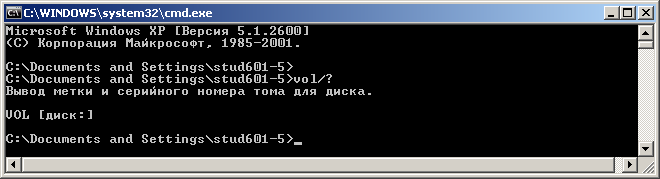 C:\WINDOWS\system32\cmd.exe
Microsoft Windows XP [Версия 5.1.2600]
(C) Корпорация Майкрософт, 1985-2001.
C:\Documents and Settings\stud601-5>
C:\Documents and Settings\stud601-5>vol/?
Вывод метки и серийного номера тома для диска.
VOL [диск:]
C:\Documents and Settings\stud601-5>_